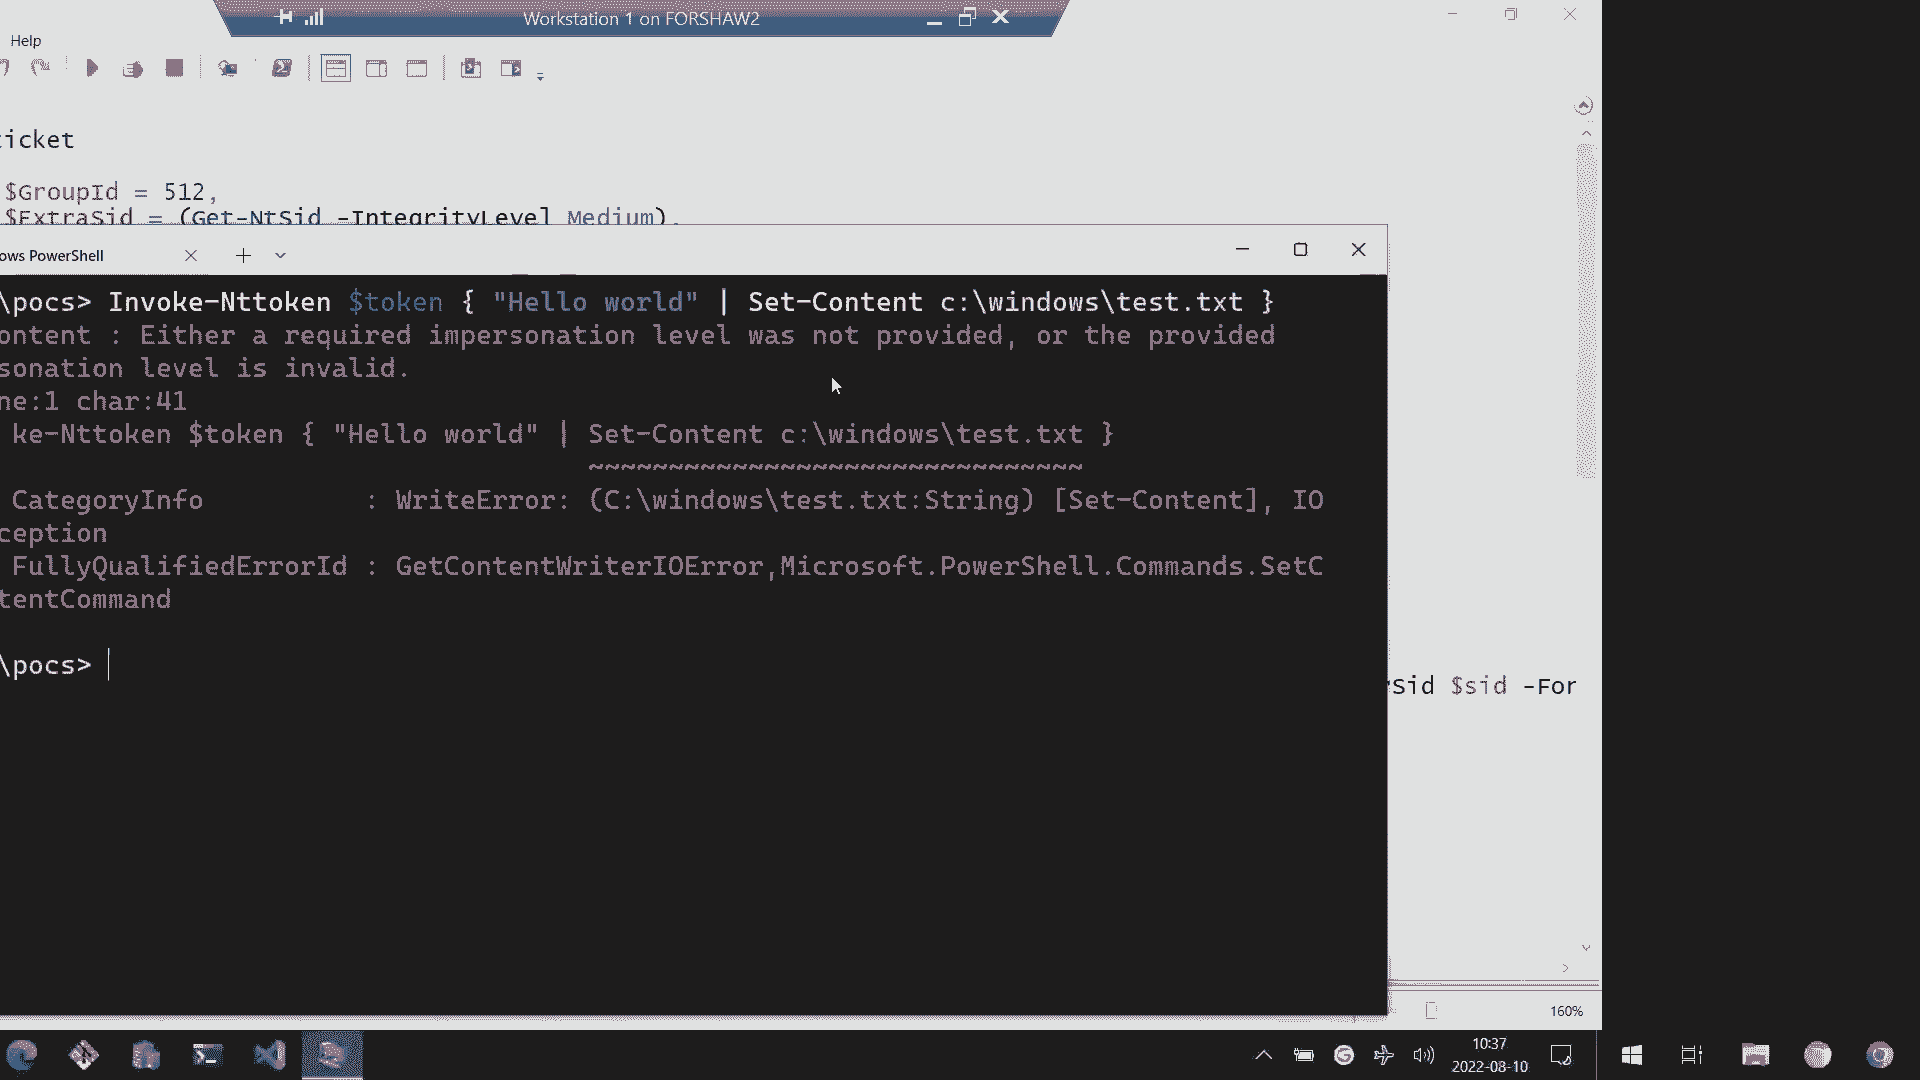 Workstation 1 on FORSHAW2
Help
ticket
$GroupId = 512,
$ExtraSid = (Get-NtSid -IntegrityLevel Medium),
ows PowerShell
\pocs> Invoke-Nttoken $token { "Hello world" | Set-Content c:\windows\test.txt }
ontent : Either a required impersonation level was not provided, or the provided
sonation level is invalid.
ne:1 char:41
ke-Nttoken $token { "Hello world" | Set-Content c:\windows\test.txt }
~~~~~~~~~~~~~~~~~~~~~~~~~~~~~~~
CategoryInfo : WriteError: (C:\windows\test.txt:String) [Set-Content], IO
ception
FullyQualifiedErrorId : GetContentWriterIOError,Microsoft.PowerShell.Commands.SetC
tentCommand
\pocs>
rSid $sid -For
160%
10:37
2022-08-10